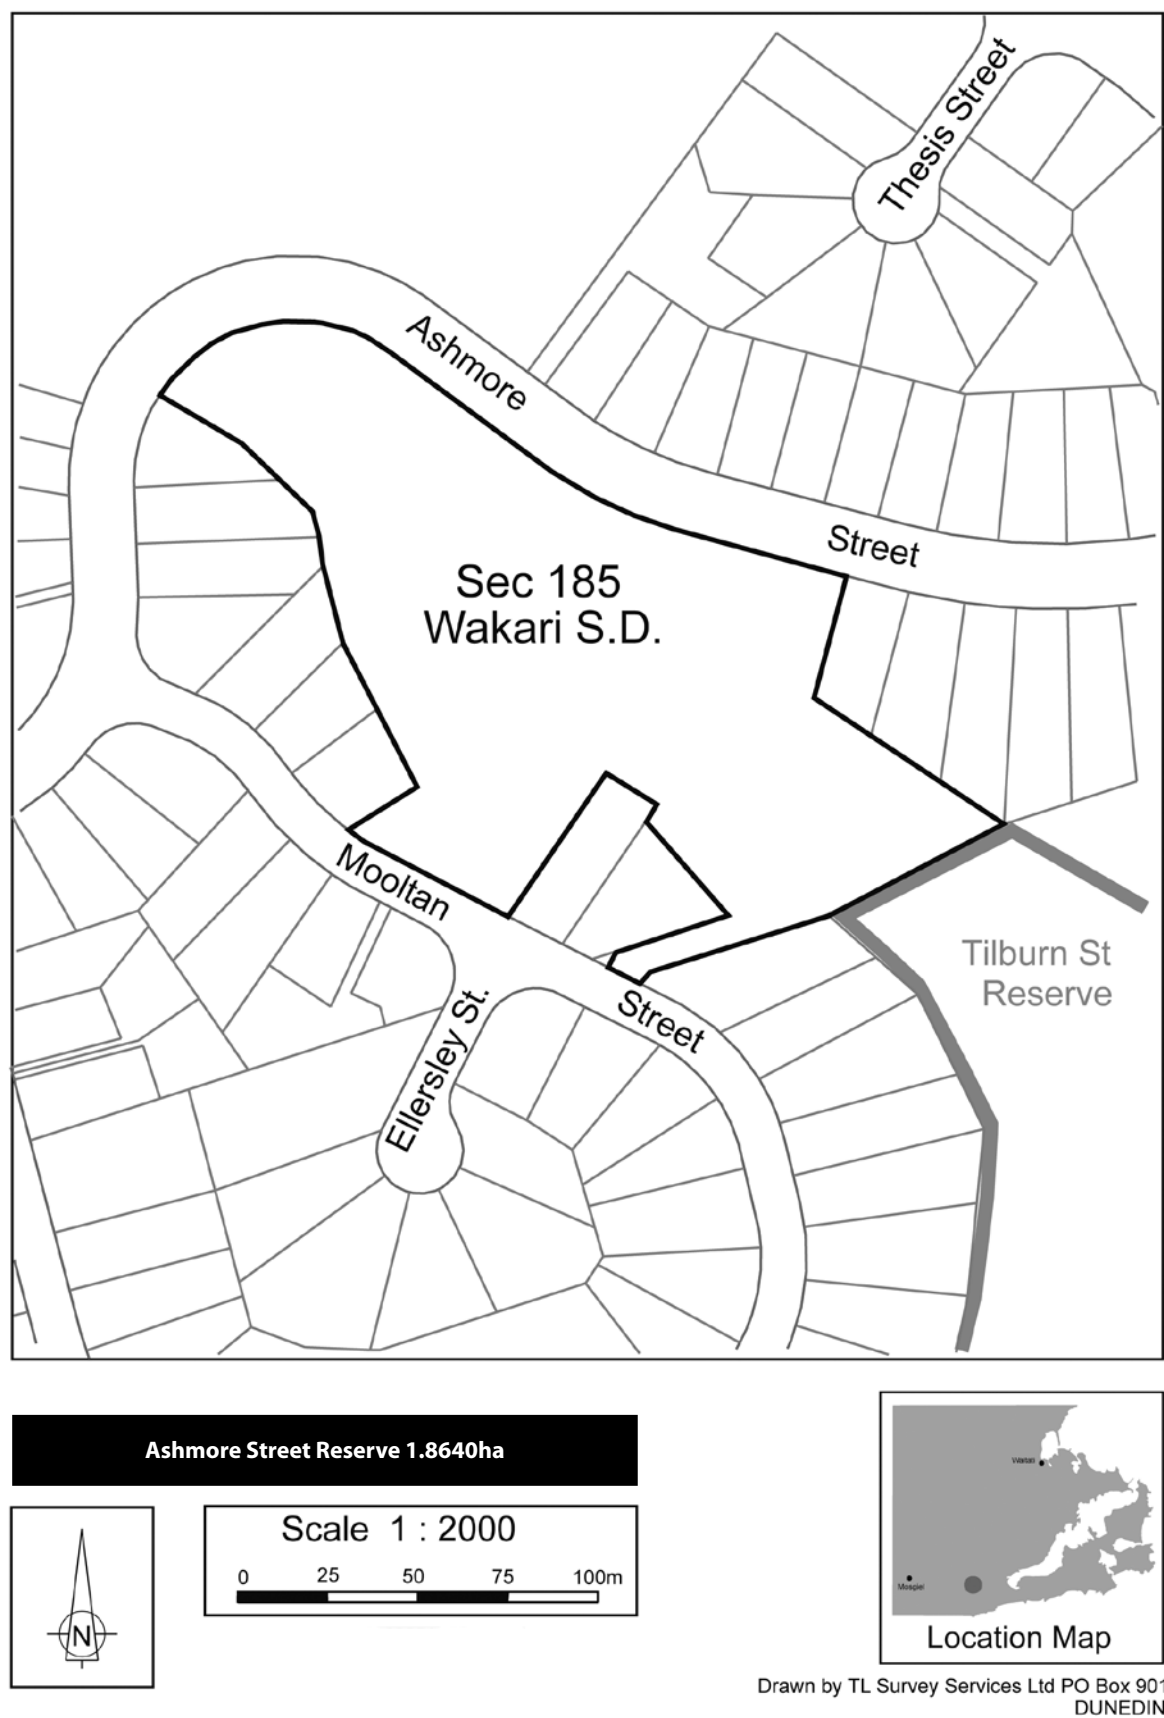 Thesis Street
Ashmore
Street
Sec 185
Wakari S.D.
Mooltan
Street
Tilburn St
Reserve
Ellersley St.
Ashmore Street Reserve 1.8640ha
N
Scale 1 : 2000
0 25 50 75 100m
Waitati
Mosgiel
Location Map
Drawn by TL Survey Services Ltd PO Box 901
DUNEDIN